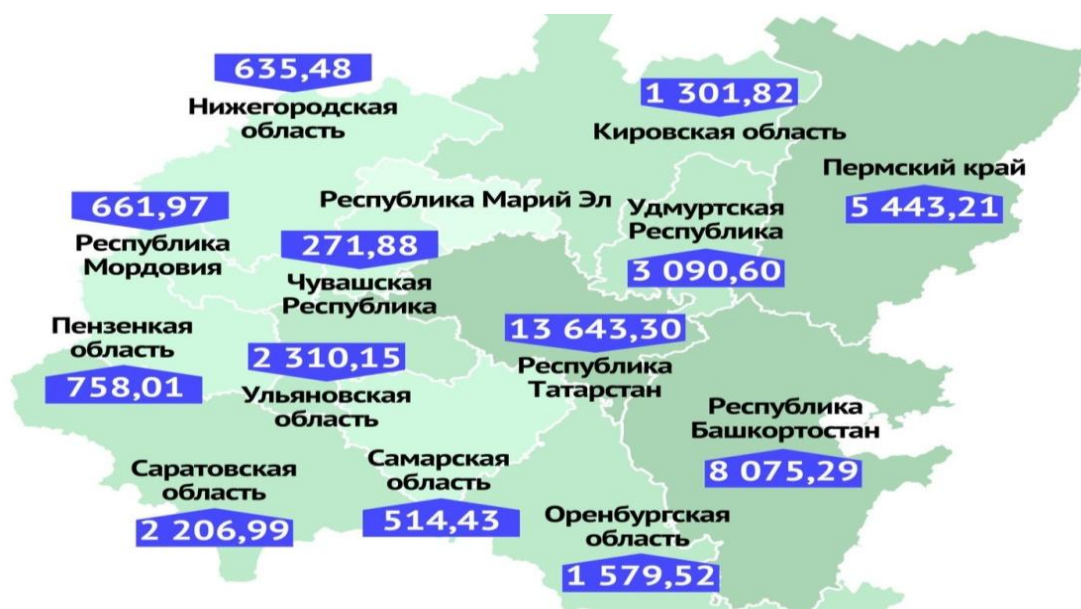 635,48
Нижегородская
область
1 301,82
Кировская область
Пермский край
5 443,21
661,97
Республика
Мордовия
Республика Марий Эл
271,88
Чувашская
Республика
Удмуртская
Республика
3 090,60
Пензенкая
область
758,01
2 310,15
Ульяновская
область
13 643,30
Республика
Татарстан
Республика
Башкортостан
8 075,29
Саратовская
область
2 206,99
Самарская
область
514,43
Оренбургская
область
1 579,52